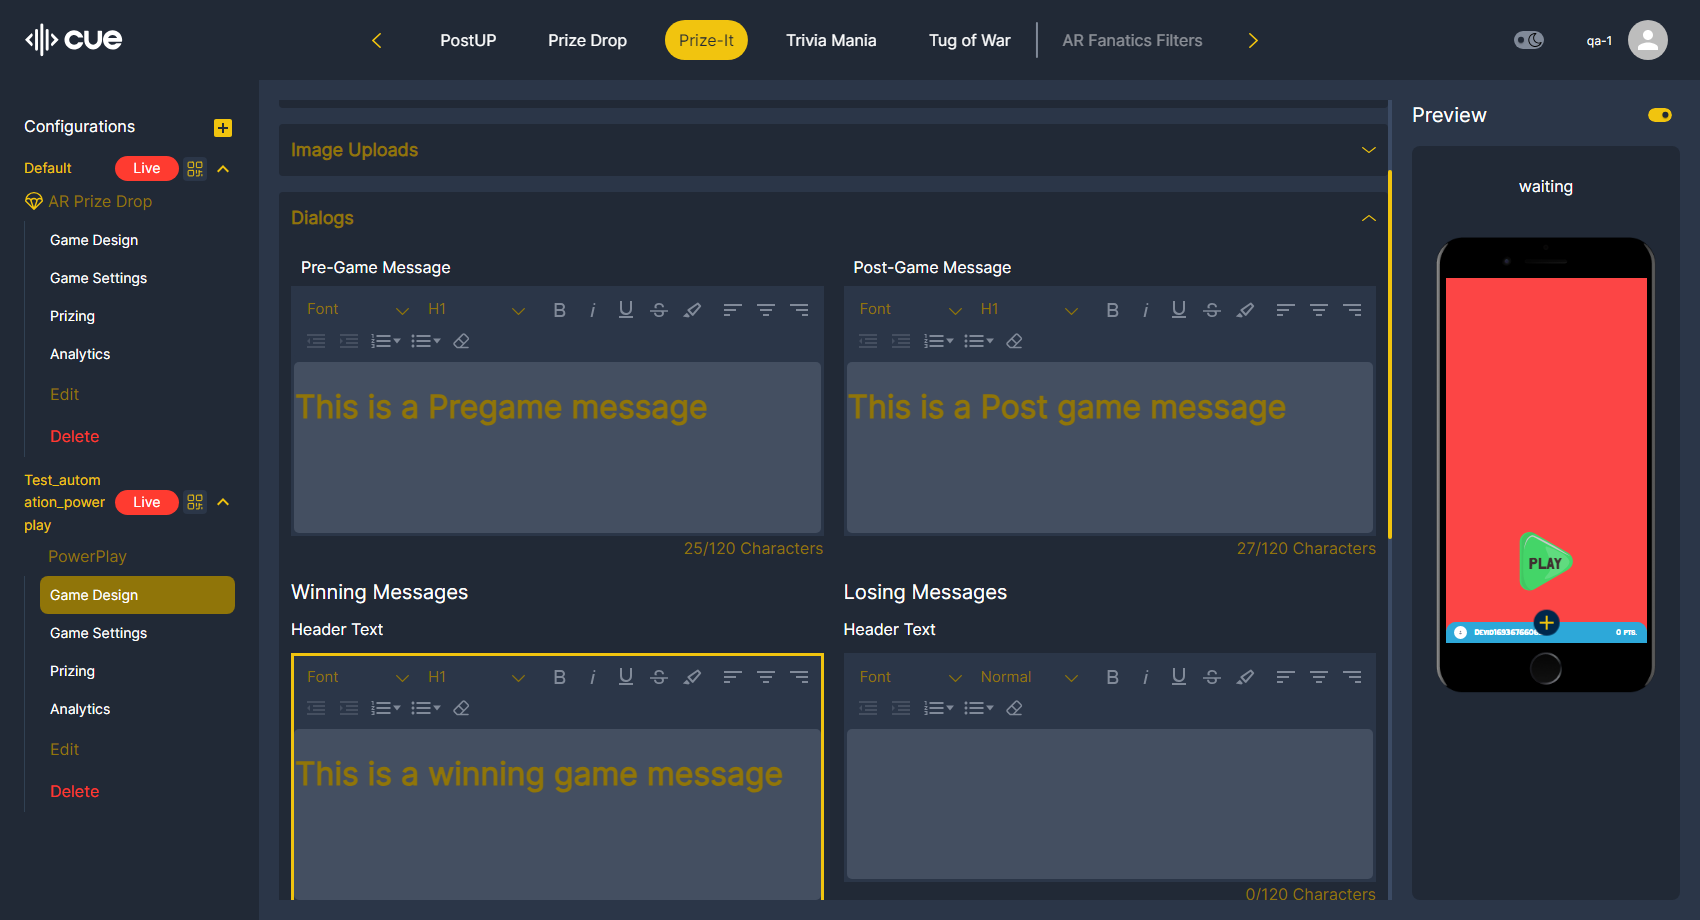 cue
PostUP
Prize Drop
Prize-It
Trivia Mania
Tug of War
AR Fanatics Filters
qa-1
Configurations
Default
Live
AR Prize Drop
Game Design
Game Settings
Prizing
Analytics
Edit
Delete
Test_autom
ation_power
play
Live
PowerPlay
Game Design
Game Settings
Prizing
Analytics
Edit
Delete
Image Uploads
Dialogs
Pre-Game Message
Font
H1
B i U S
This is a Pregame message
25/120 Characters
Post-Game Message
Font
H1
B i U S
This is a Post game message
27/120 Characters
Winning Messages
Header Text
Font
H1
B i U S
This is a winning game message
Losing Messages
Header Text
Font
Normal
B i U S
0/120 Characters
Preview
waiting
PLAY
0 PTS.